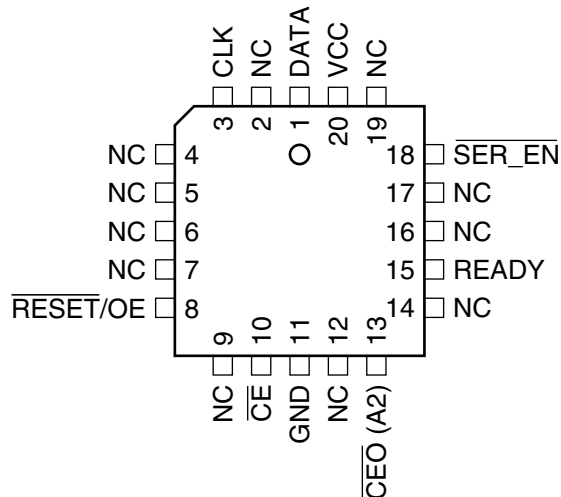 CLK
NC
DATA
VCC
NC
3
2
1
20
19
NC 4
NC 5
NC 6
NC 7
RESET/OE 8
18 SER_EN
17 NC
16 NC
15 READY
14 NC
9
10
11
12
13
NC
CE
GND
NC
CEO (A2)